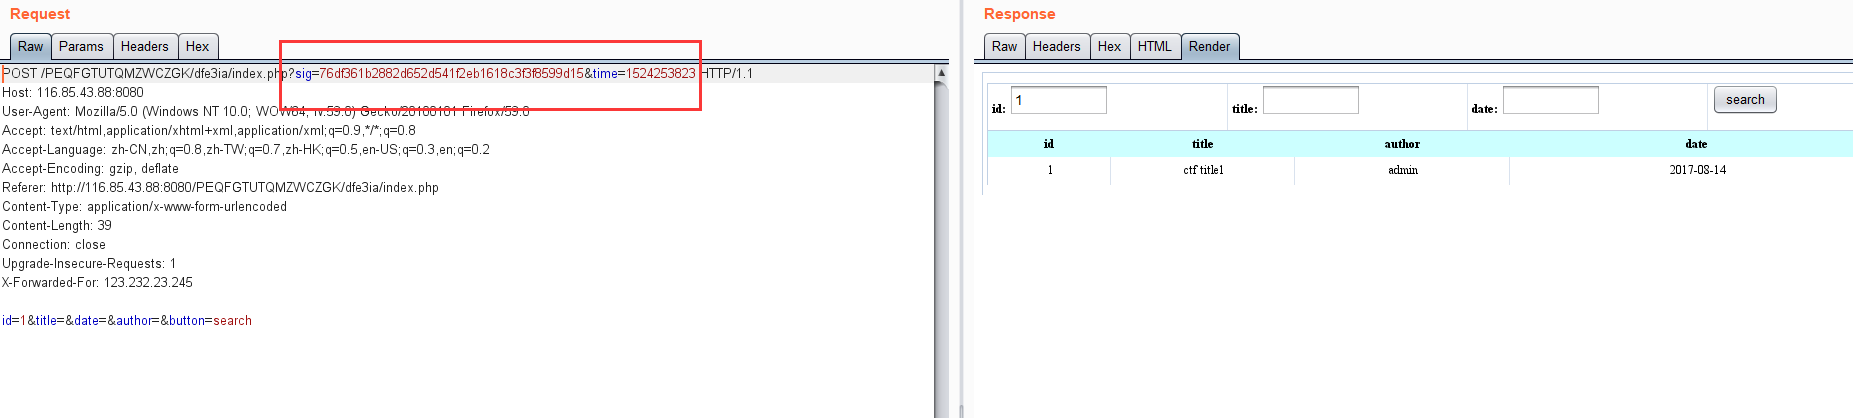 Request
Raw Params Headers Hex
POST /PEQFGTUTQMZWCZGK/dfe3ia/index.php?sig=76df361b2882d652d541f2eb1618c3f3f8599d15&time=1524253823 HTTP/1.1
Host: 116.85.43.88:8080
User-Agent: Mozilla/5.0 (Windows NT 10.0; WOW64; rv:59.0) Gecko/20100101 Firefox/59.0
Accept: text/html,application/xhtml+xml,application/xml;q=0.9,*/*;q=0.8
Accept-Language: zh-CN,zh;q=0.8,zh-TW;q=0.7,zh-HK;q=0.5,en-US;q=0.3,en;q=0.2
Accept-Encoding: gzip, deflate
Referer: http://116.85.43.88:8080/PEQFGTUTQMZWCZGK/dfe3ia/index.php
Content-Type: application/x-www-form-urlencoded
Content-Length: 39
Connection: close
Upgrade-Insecure-Requests: 1
X-Forwarded-For: 123.232.23.245
id=1&title=&date=&author=&button=search
Response
Raw Headers Hex HTML Render
id: 1 title: date: search
id title author date
1 ctf title1 admin 2017-08-14